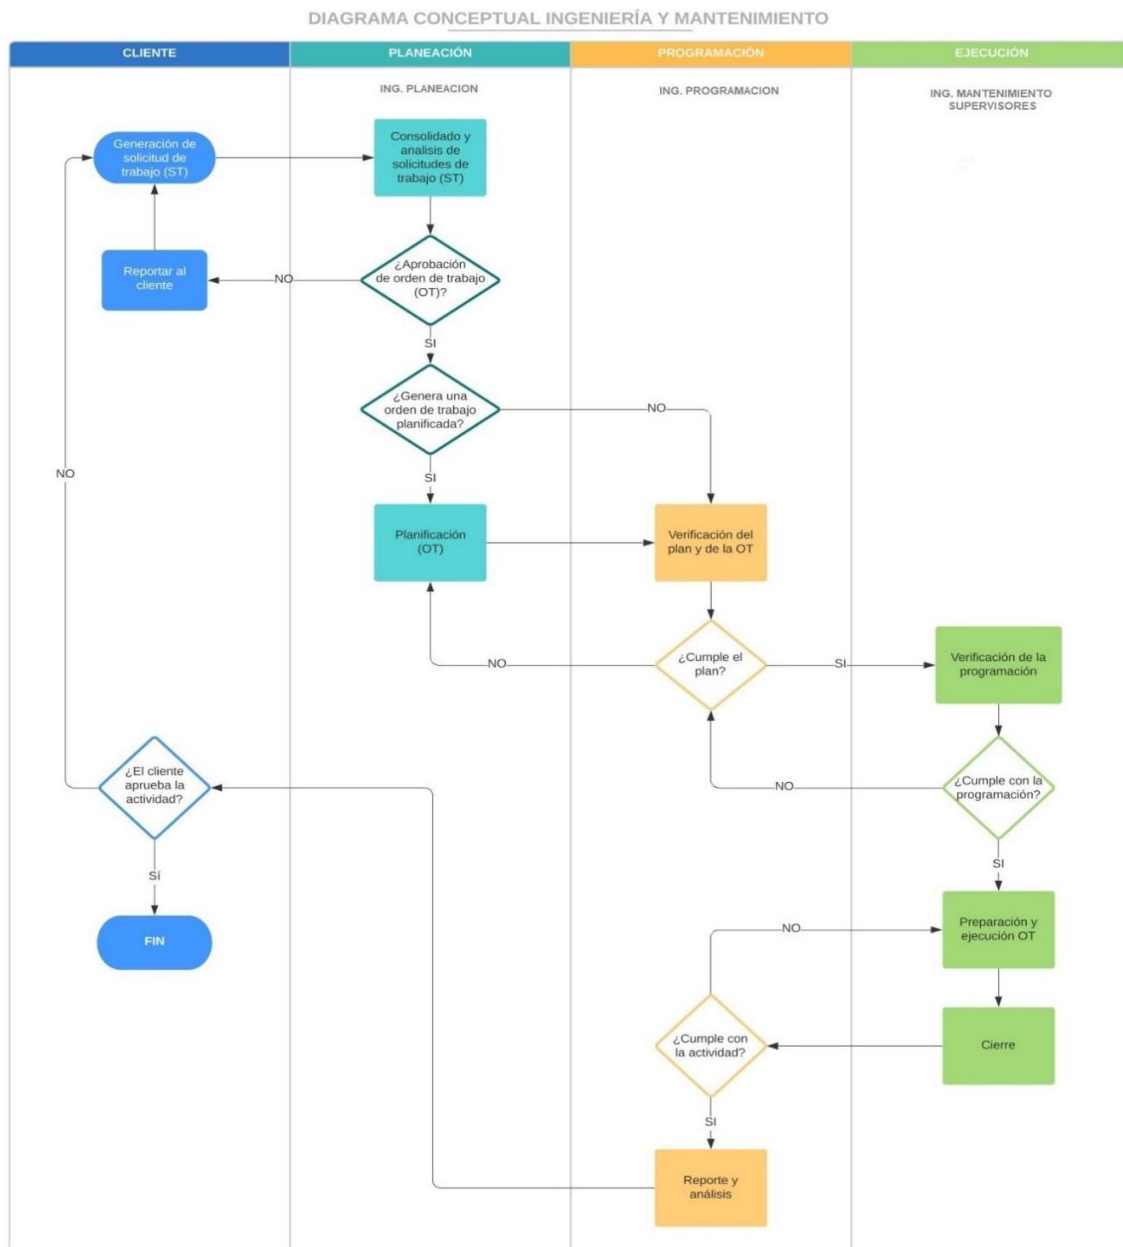 DIAGRAMA CONCEPTUAL INGENIERÍA Y MANTENIMIENTO
CLIENTE
PLANEACIÓN
PROGRAMACIÓN
EJECUCIÓN
ING. PLANEACION
ING. PROGRAMACION
ING. MANTENIMIENTO
SUPERVISORES
Generación de
solicitud de
trabajo (ST)
Consolidado y
analisis de
solicitudes de
trabajo (ST)
Reportar al
cliente
NO
¿Aprobación
de orden de trabajo
(OT)?
SI
¿Genera una
orden de trabajo
planificada?
NO
NO
SI
Planificación
(OT)
Verificación del
plan y de la OT
NO
¿Cumple el
plan?
SI
Verificación de la
programación
¿El cliente
aprueba la
actividad?
NO
¿Cumple con la
programación?
Sí
SI
FIN
NO
Preparación y
ejecución OT
¿Cumple con
la actividad?
Cierre
SI
Reporte y
análisis